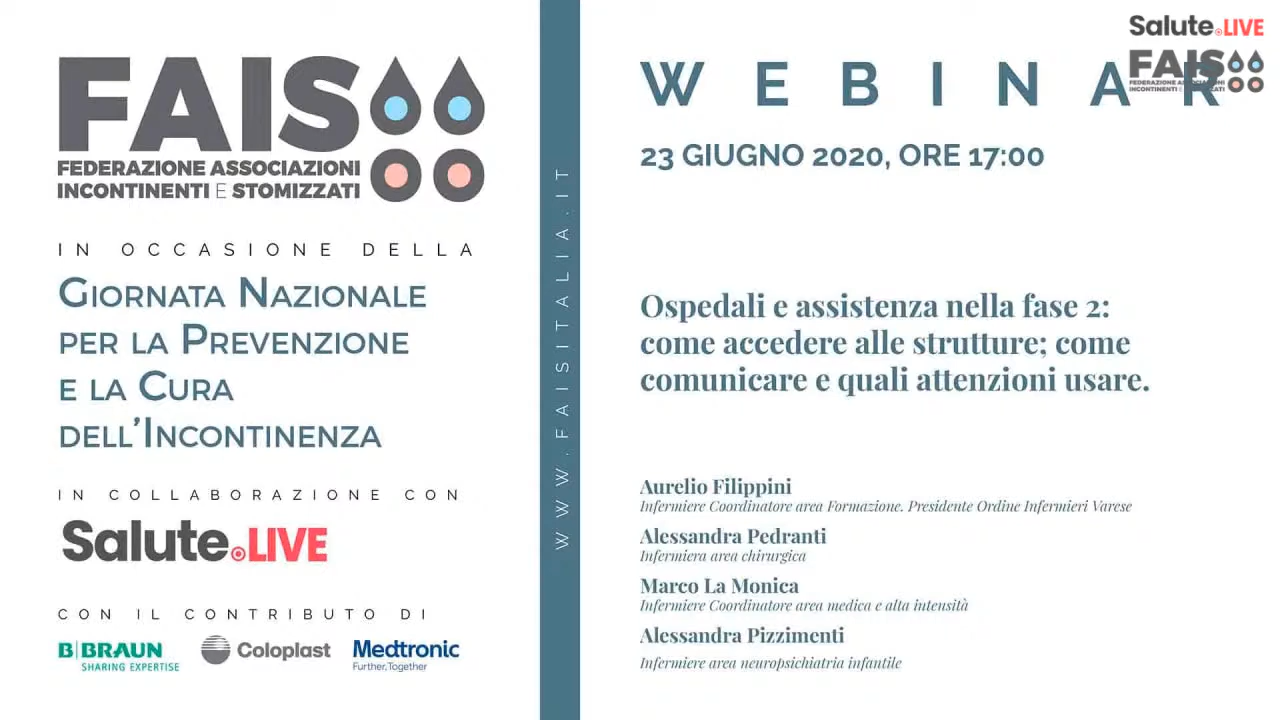 FAIS
FEDERAZIONE ASSOCIAZIONI
INCONTINENTI E STOMIZZATI
IN OCCASIONE DELLA
Giornata Nazionale
per la Prevenzione
e la Cura
dell'Incontinenza
IN COLLABORAZIONE CON
Salute.LIVE
CON IL CONTRIBUTO DI
B|BRAUN
SHARING EXPERTISE
Coloplast
Medtronic
Further, Together
WWW.FAISITALIA.IT
Salute.LIVE
FAIS
FEDERAZIONE ASSOCIAZIONI
INCONTINENTI E STOMIZZATI
WEBINAR
23 GIUGNO 2020, ORE 17:00
Ospedali e assistenza nella fase 2:
come accedere alle strutture; come
comunicare e quali attenzioni usare.
Aurelio Filippini
Infermiere Coordinatore area Formazione. Presidente Ordine Infermieri Varese
Alessandra Pedranti
Infermiera area chirurgica
Marco La Monica
Infermiere Coordinatore area medica e alta intensità
Alessandra Pizzimenti
Infermiere area neuropsichiatria infantile